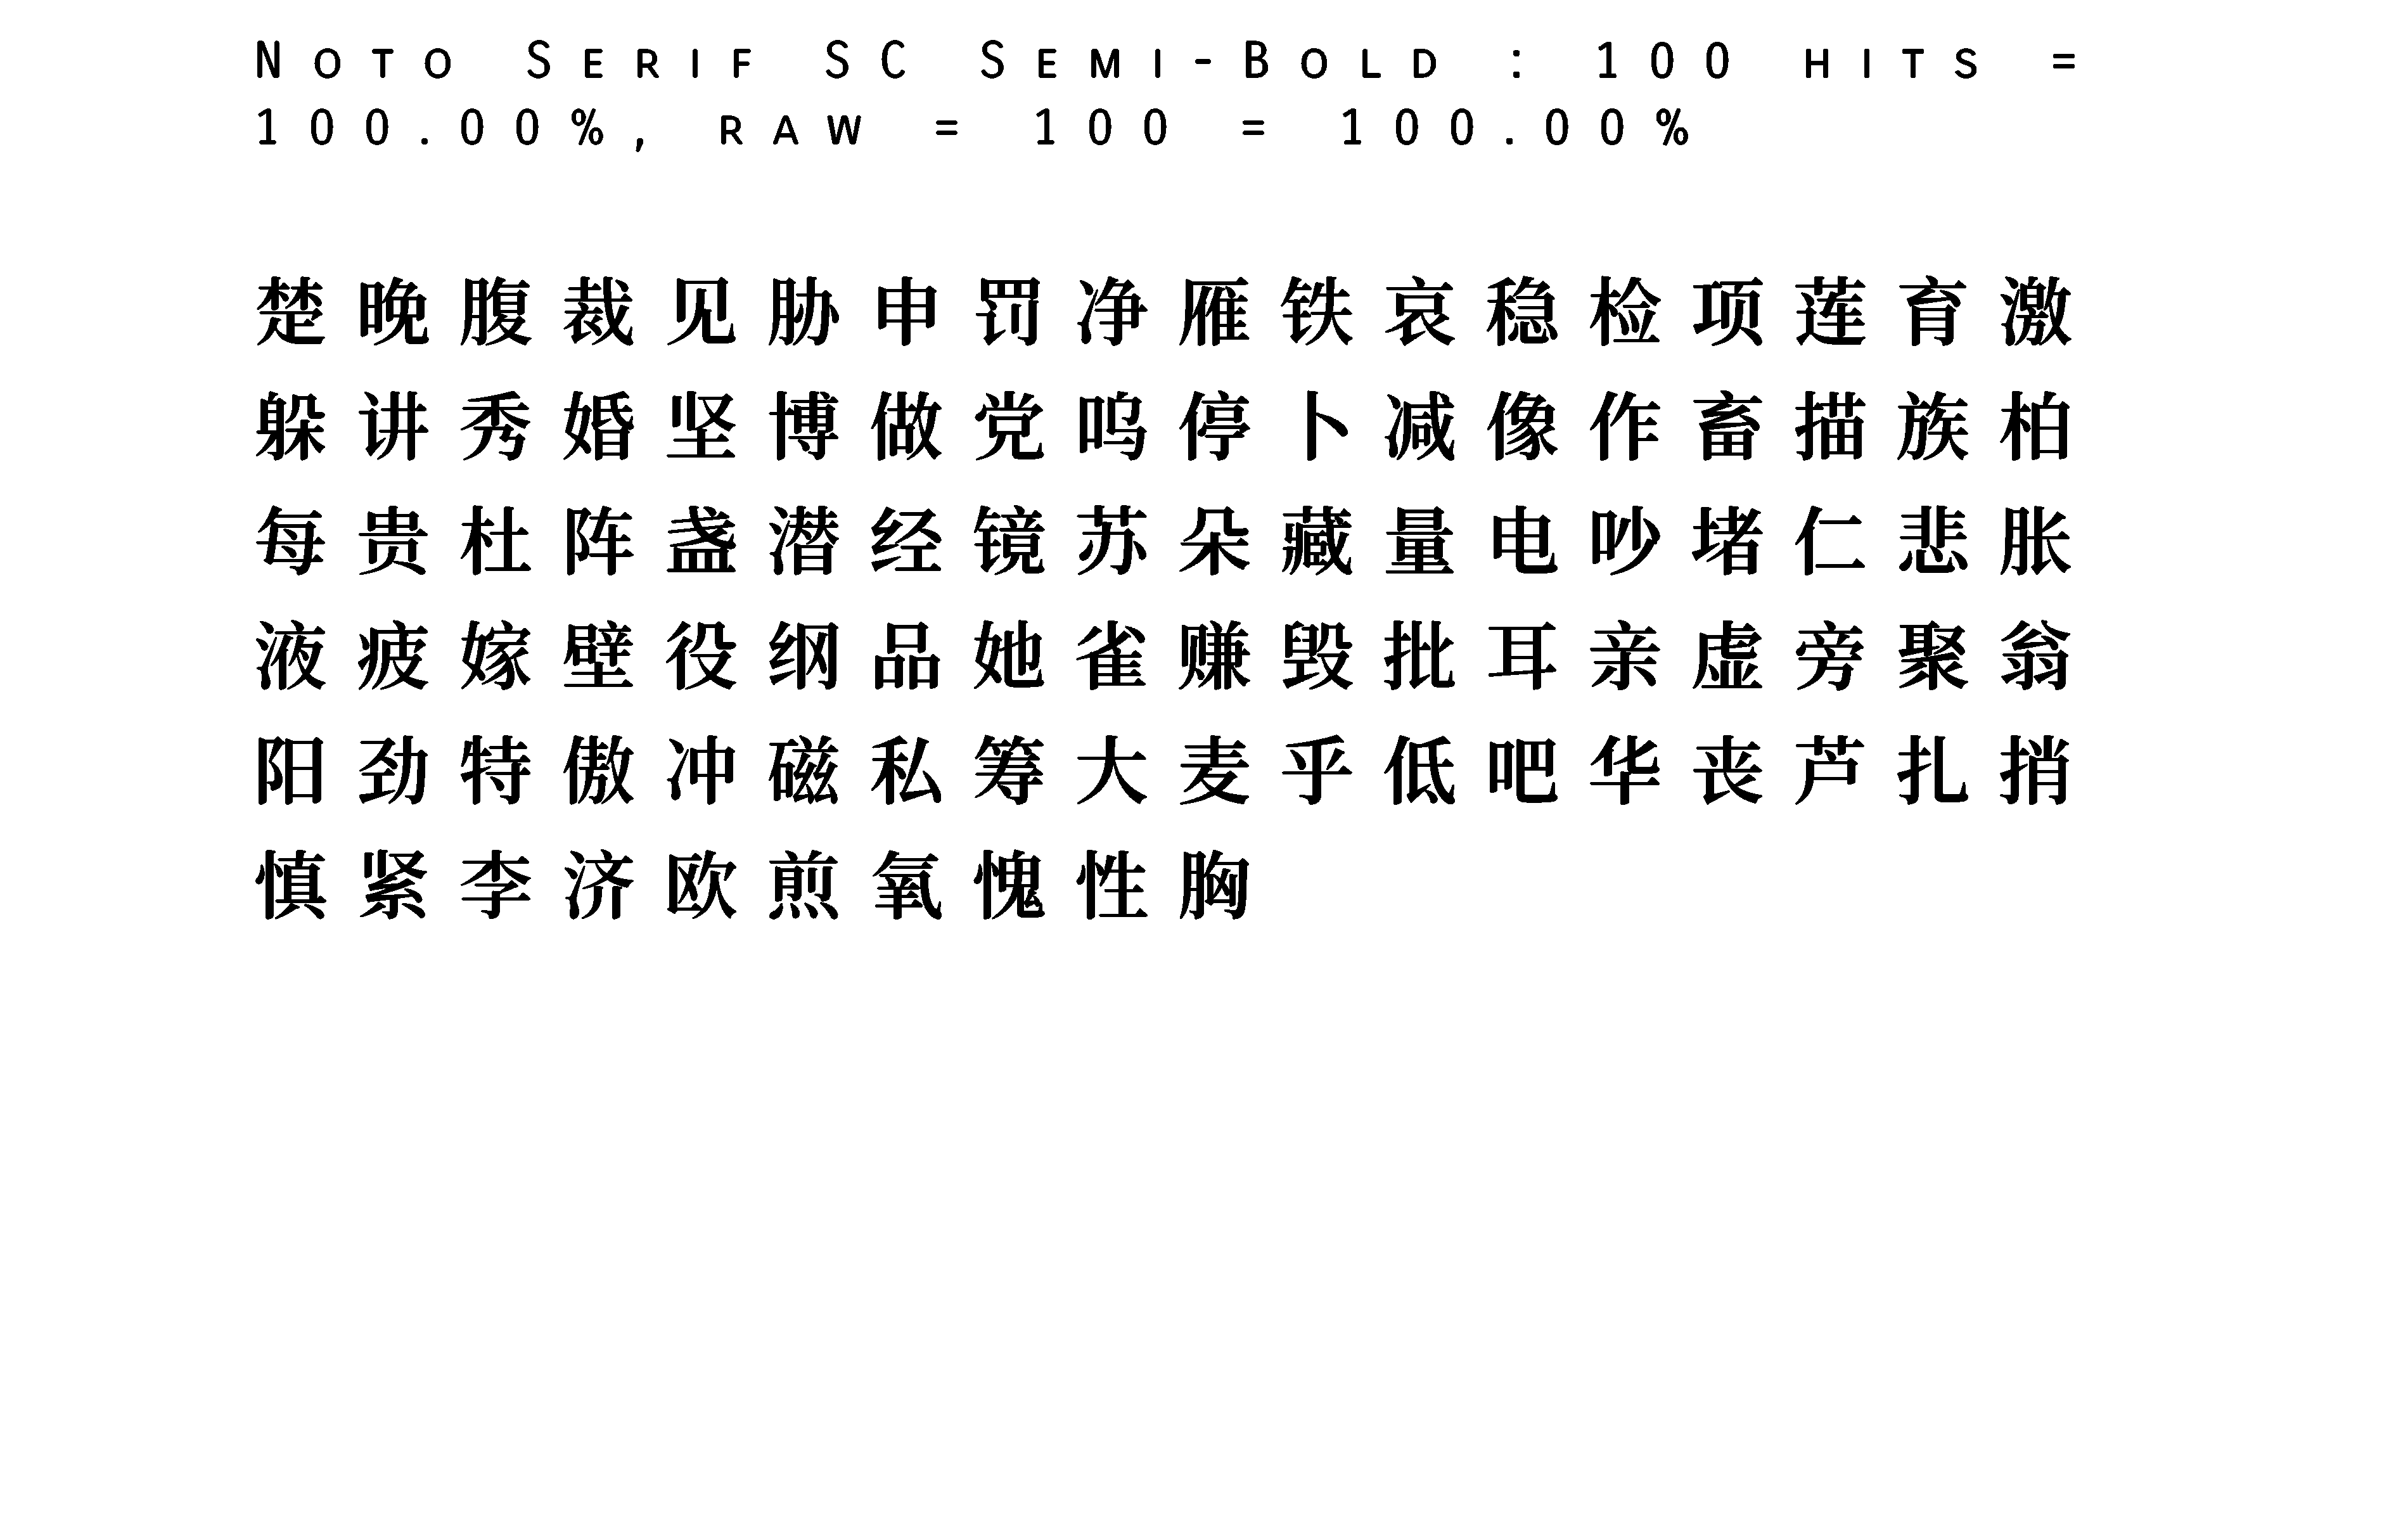 Noto Serif SC Semi-Bold : 100 hits =
100.00%, raw = 100 = 100.00%
楚晚腹裁见胁申罚净雁铁哀稳检项莲育激
躲讲秀婚坚博做党呜停卜减像作畜描族柏
每贵杜阵盏潜经镜苏朵藏量电吵堵仁悲胀
液疲嫁壁役纲品她雀赚毁批耳亲虚旁聚翁
阳劲特傲冲磁私筹大麦乎低吧华丧芦扎捎
慎紧李济欧煎氧愧性胸